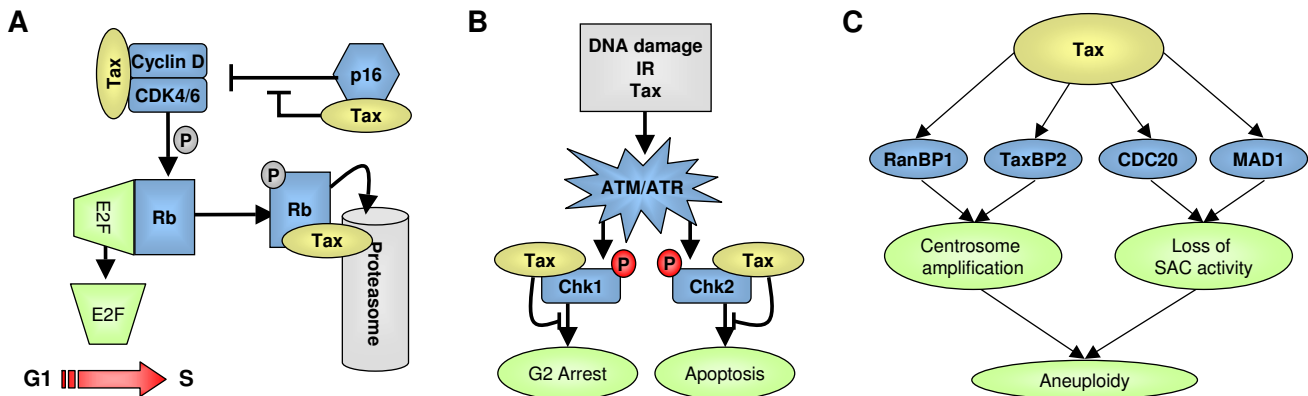 A
Tax
Cyclin D
CDK4/6
p16
Tax
P
E2F
Rb
P
Rb
Tax
Proteasome
E2F
G1
S
B
DNA damage
IR
Tax
ATM/ATR
Tax
P
Chk1
P
Tax
Chk2
G2 Arrest
Apoptosis
C
Tax
RanBP1
TaxBP2
CDC20
MAD1
Centrosome
amplification
Loss of
SAC activity
Aneuploidy